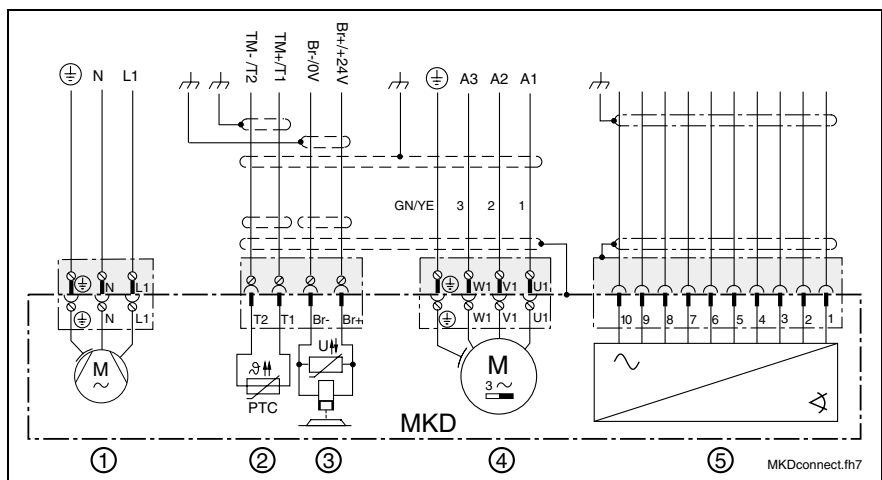 TM-/T2
TM+/T1
Br-/0V
Br+/+24V
N L1
A3 A2 A1
GN/YE 3 2 1
N L1
W1 V1 U1
N L1
T2 T1 Br- Br+
W1 V1 U1
10 9 8 7 6 5 4 3 2 1
M
~
ϑ
PTC
U
M
3 ~
MKD
① ② ③ ④ ⑤
MKDconnect.fh7